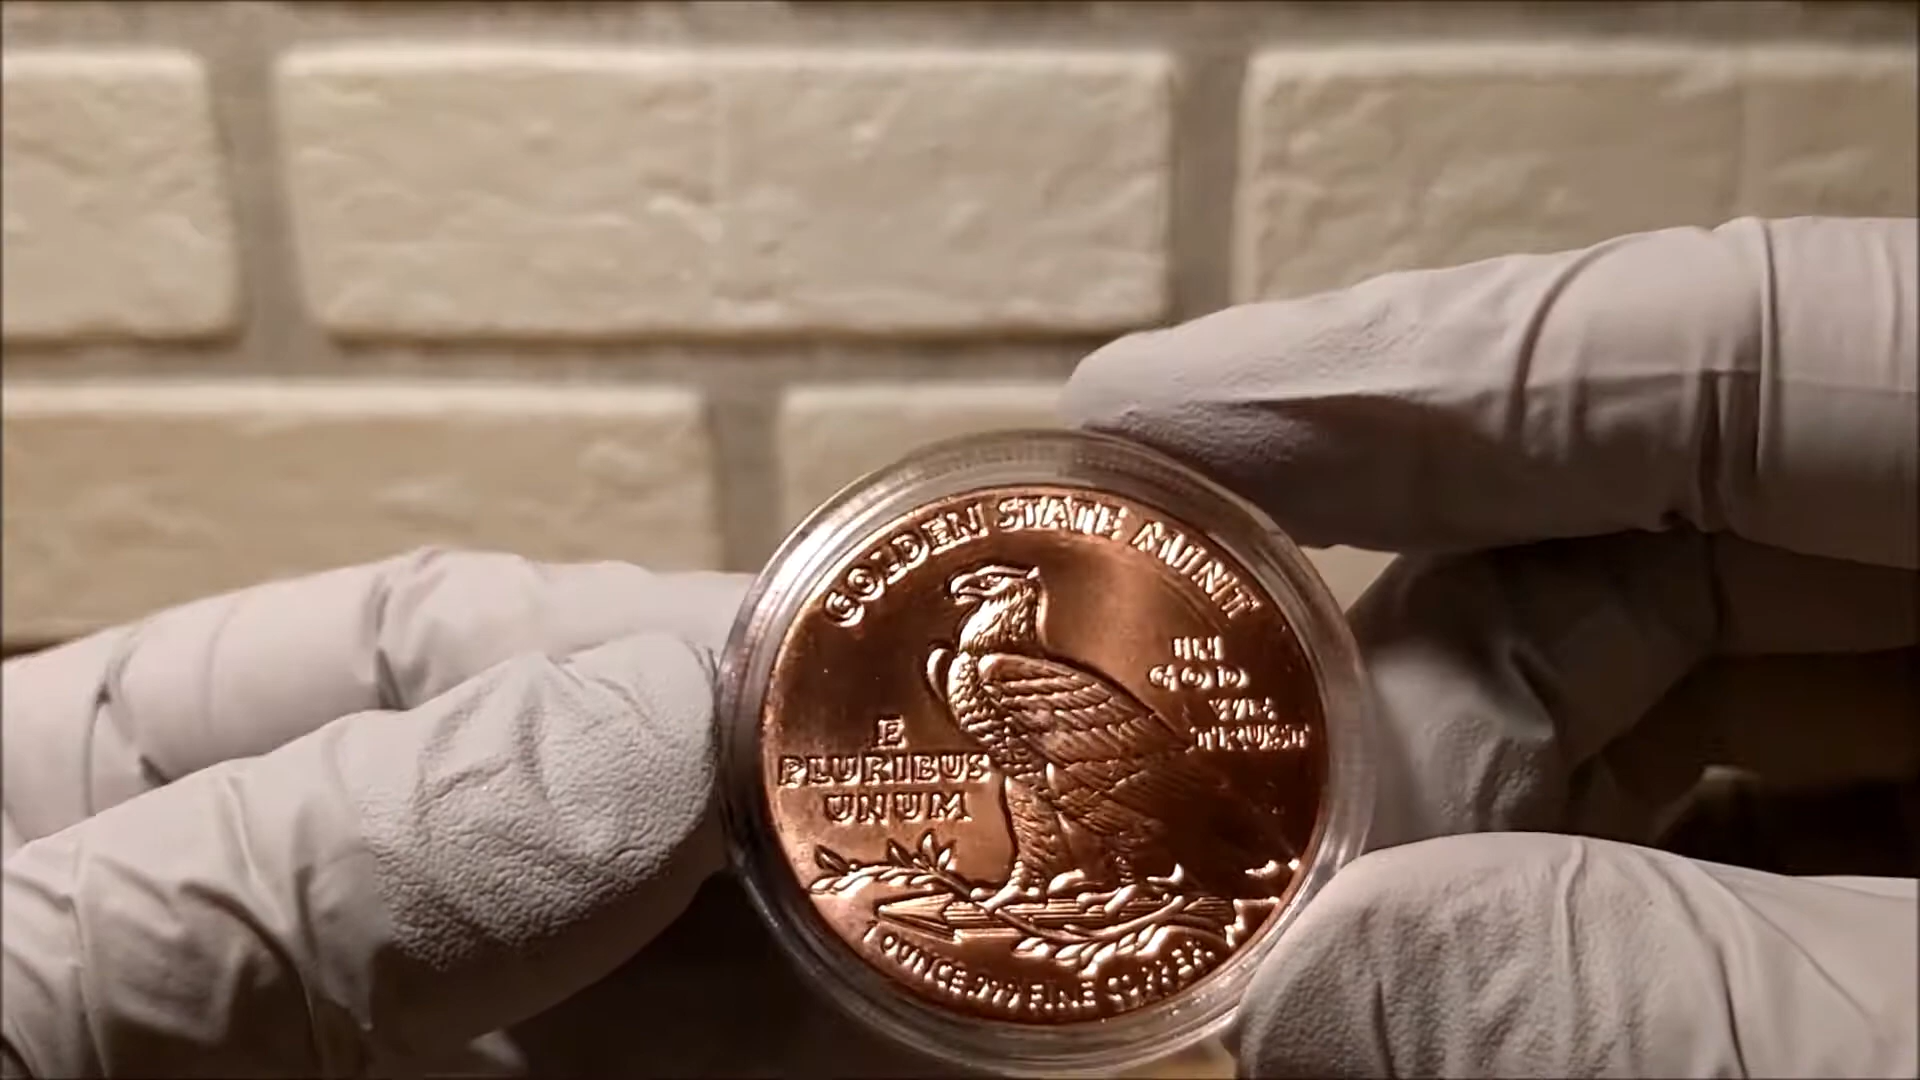 GOLDEN STATE MINT
E
PLURIBUS
UNUM
IN
GOD
WE
TRUST
1 OUNCE .999 FINE COPPER